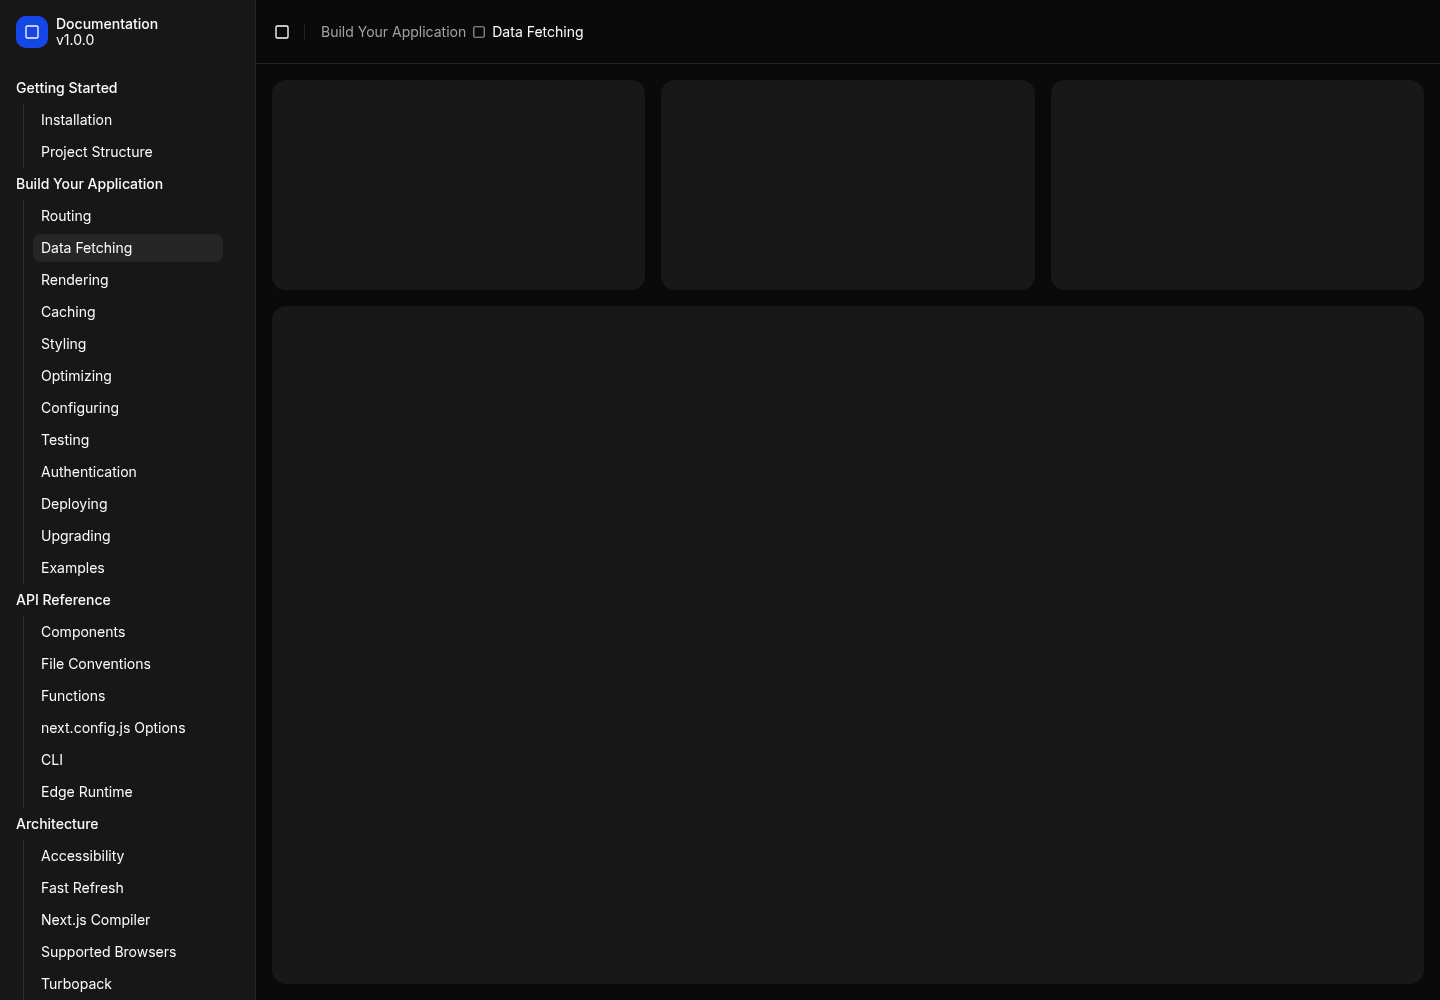 Documentation
v1.0.0
Getting Started
Installation
Project Structure
Build Your Application
Routing
Data Fetching
Rendering
Caching
Styling
Optimizing
Configuring
Testing
Authentication
Deploying
Upgrading
Examples
API Reference
Components
File Conventions
Functions
next.config.js Options
CLI
Edge Runtime
Architecture
Accessibility
Fast Refresh
Next.js Compiler
Supported Browsers
Turbopack
Build Your Application Data Fetching